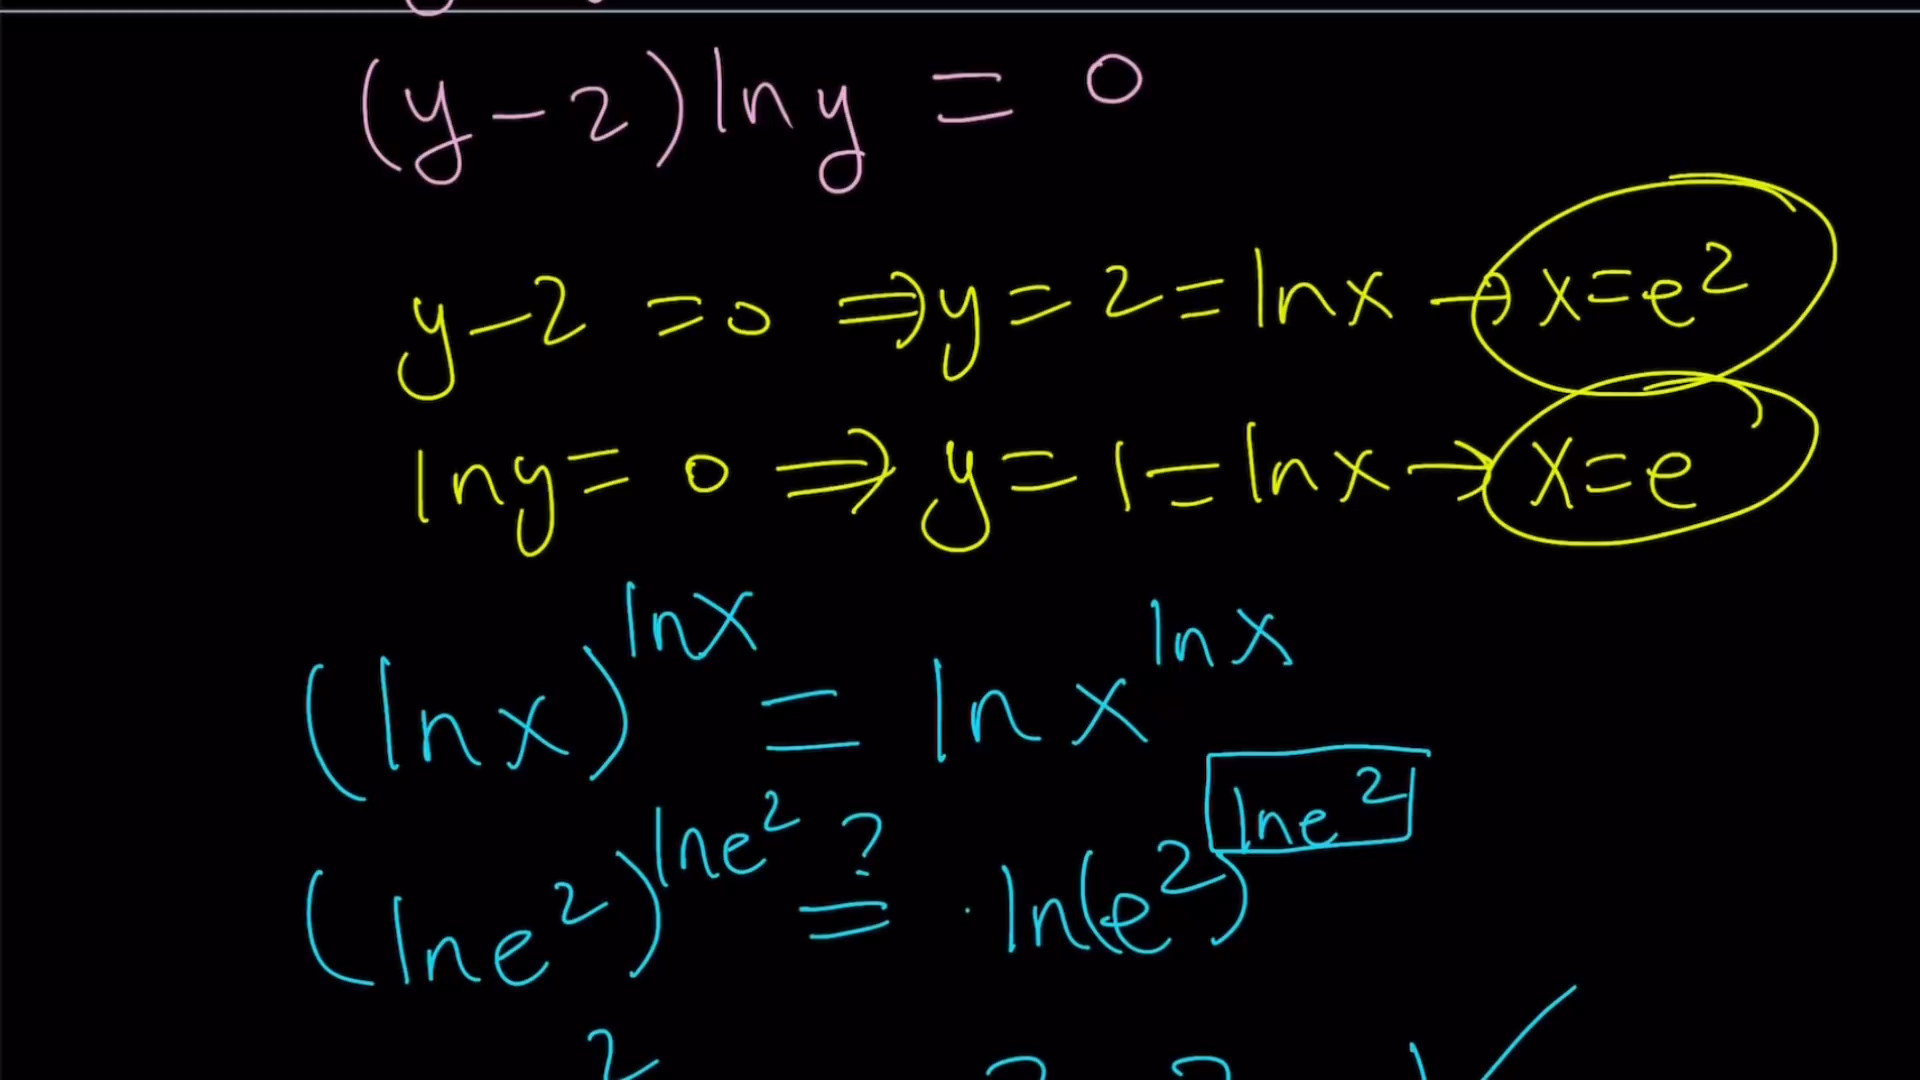 (y-2) ln y = 0
y-2 = 0 ⇒ y = 2 = ln x → x = e²
ln y = 0 ⇒ y = 1 = ln x → x = e
(ln x)^(ln x) = ln x^(ln x)
(ln e²)^(ln e²) ?= ln(e²)^(ln e²)